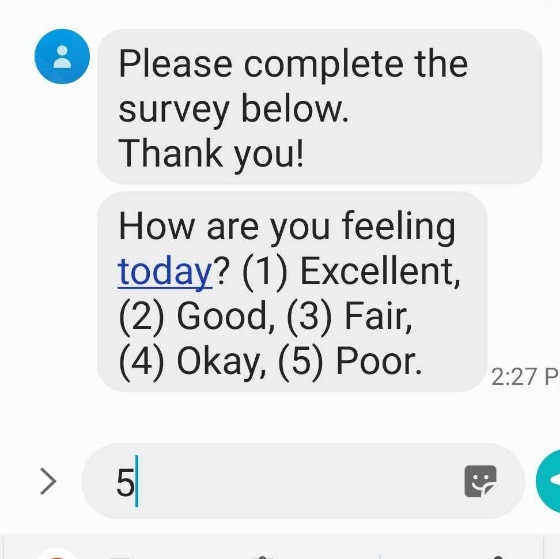 Please complete the
survey below.
Thank you!
How are you feeling
today? (1) Excellent,
(2) Good, (3) Fair,
(4) Okay, (5) Poor.
2:27 P
5